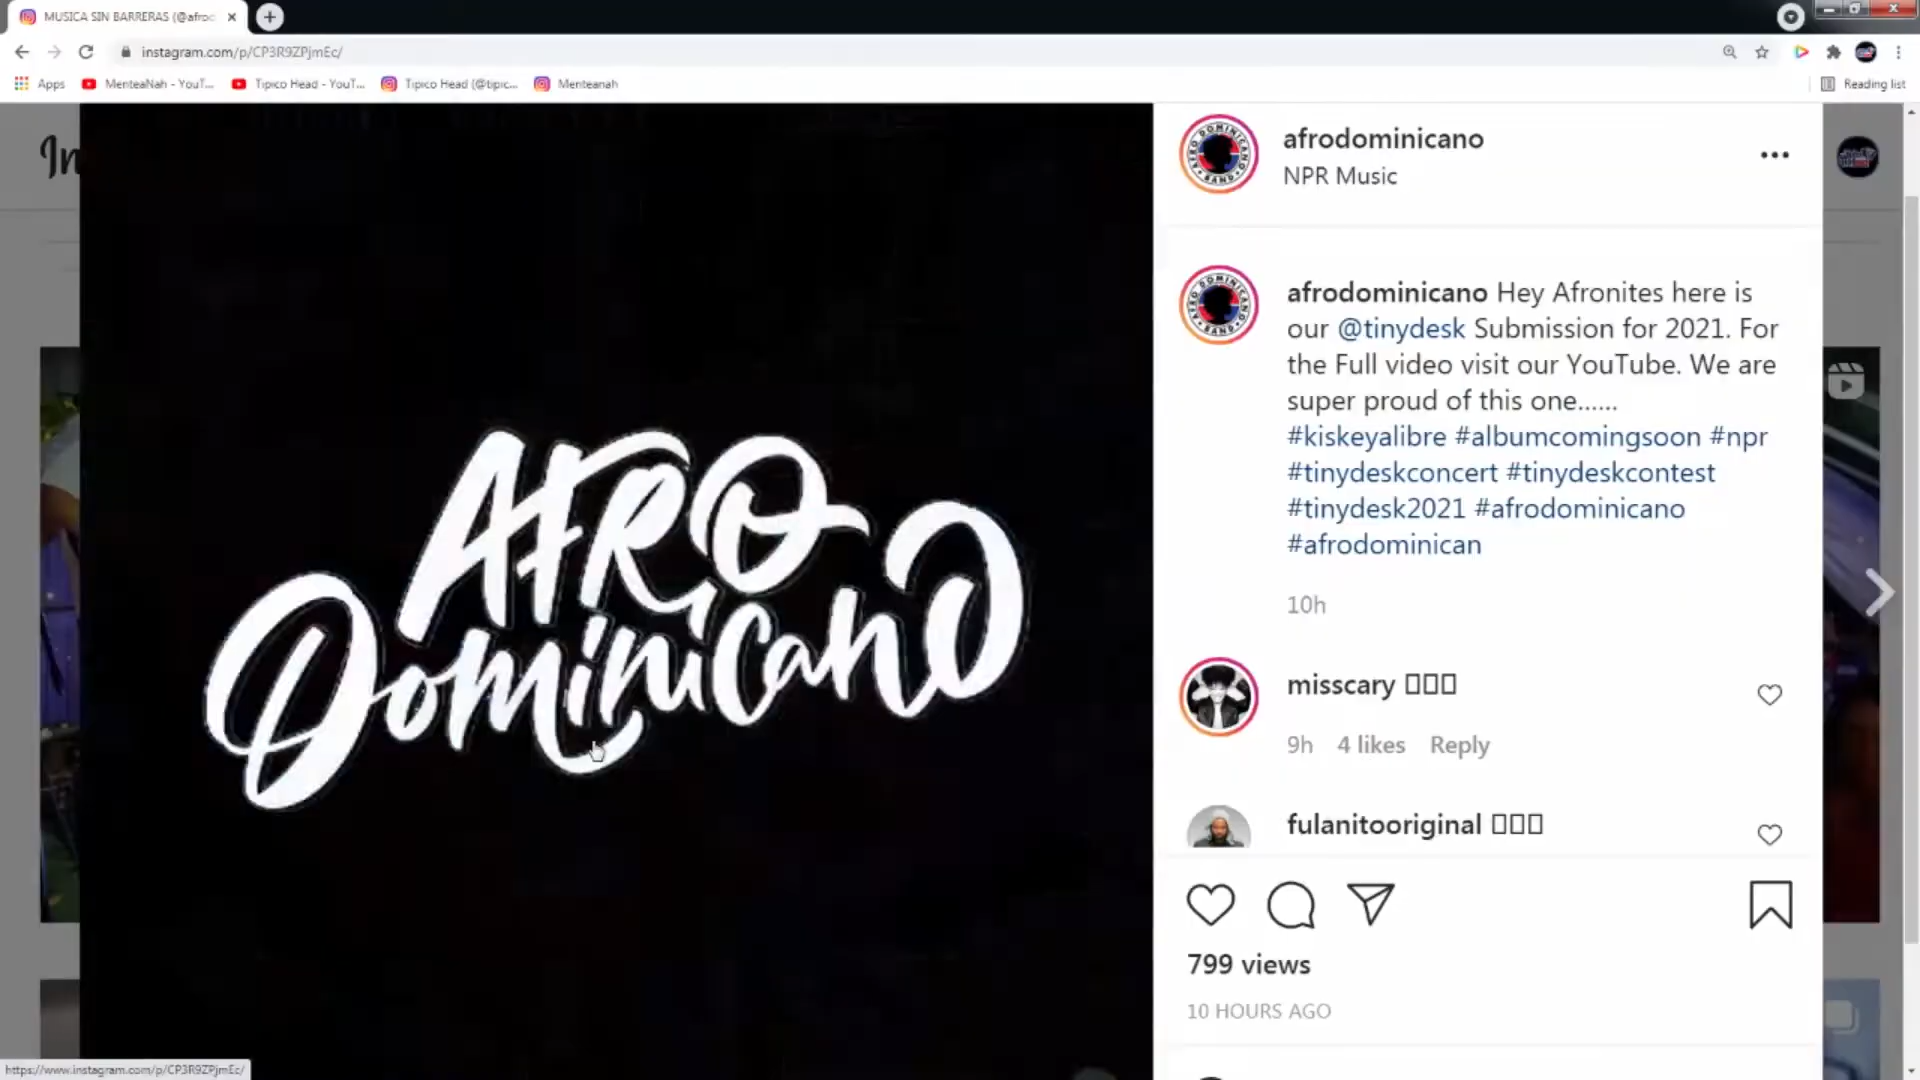 MUSICA SIN BARRERAS (@afroc
instagram.com/p/CP3R9ZPjmEc/
Apps
MenteaNah - YouT...
Tipico Head - YouT...
Tipico Head (@tipic...
Menteanah
Reading list
In
AFRO
DOMINICANO
afrodominicano
NPR Music
afrodominicano Hey Afronites here is
our @tinydesk Submission for 2021. For
the Full video visit our YouTube. We are
super proud of this one......
#kiskeyalibre #albumcomingsoon #npr
#tinydeskconcert #tinydeskcontest
#tinydesk2021 #afrodominicano
#afrodominican
10h
misscary
9h 4 likes Reply
fulanitooriginal
799 views
10 HOURS AGO
https://www.instagram.com/p/CP3R9ZPjmEc/